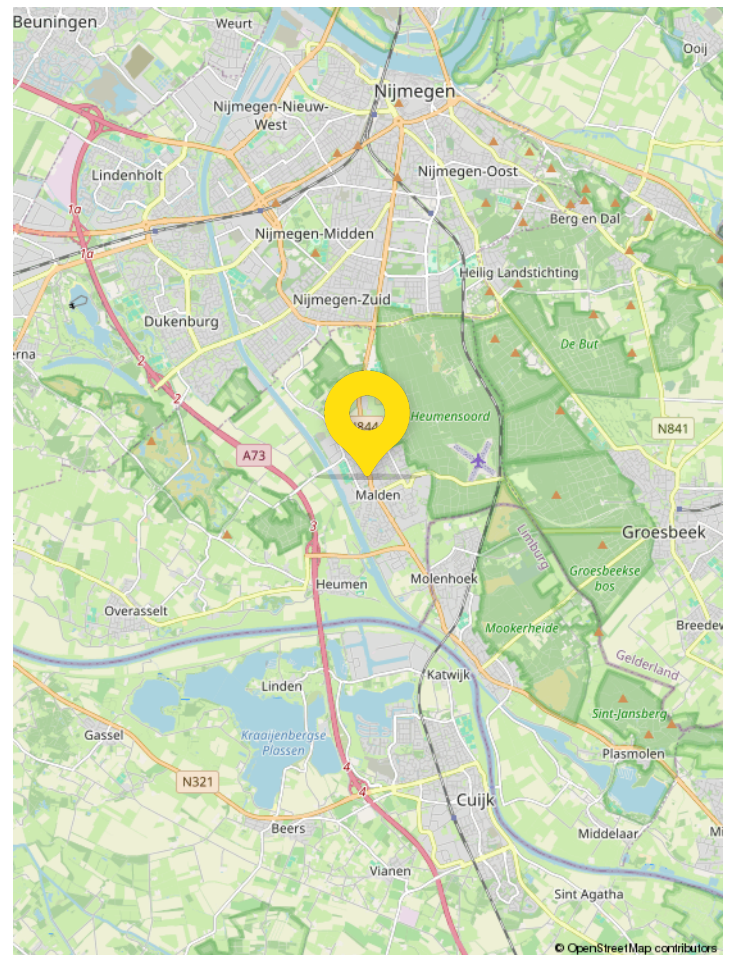 Beuningen
Weurt
Ooij
Nijmegen
Nijmegen-Nieuw-
West
Nijmegen-Oost
Lindenholt
1a
Berg en Dal
Nijmegen-Midden
1a
Heilig Landstichting
Nijmegen-Zuid
Dukenburg
De But
erna
2
2
Heumensoord
N841
A73
Malden
3
Limburg
Groesbeek
Groesbeekse
bos
Molenhoek
Heumen
Overasselt
Mookerheide
Gelderland
Katwijk
Linden
Sint-Jansberg
Gassel
Kraaijenbergse
Plassen
Plasmolen
4
N321
4
Cuijk
Beers
Middelaar
Vianen
Sint Agatha
© OpenStreetMap contributors